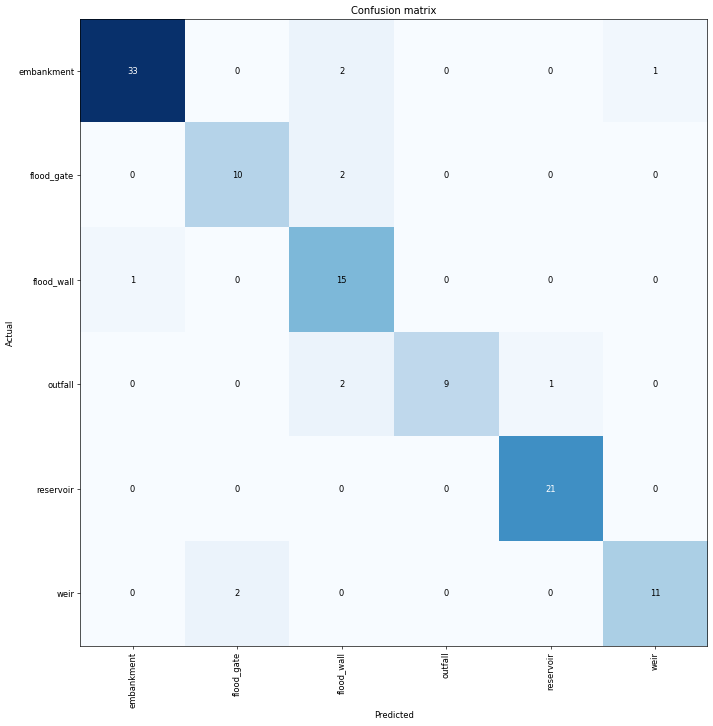 Confusion matrix
embankment 33 0 2 0 0 1
flood_gate 0 10 2 0 0 0
flood_wall 1 0 15 0 0 0
outfall 0 0 2 9 1 0
reservoir 0 0 0 0 21 0
weir 0 2 0 0 0 11
Actual
embankment
flood_gate
flood_wall
outfall
reservoir
weir
Predicted